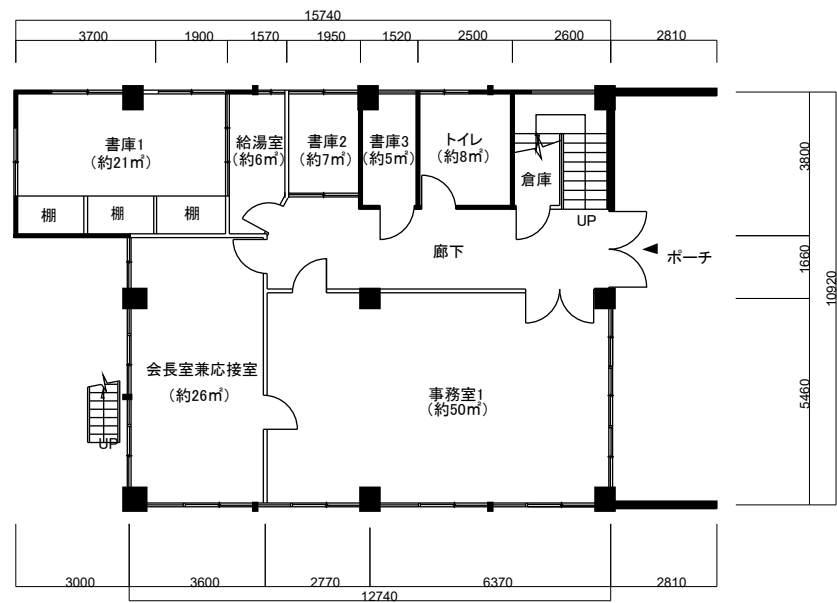 15740
3700 1900 1570 1950 1520 2500 2600 2810
書庫1
(約21㎡)
給湯室
(約6㎡)
書庫2
(約7㎡)
書庫3
(約5㎡)
トイレ
(約8㎡)
倉庫
棚 棚 棚
UP
廊下
ポーチ
会長室兼応接室
(約26㎡)
事務室1
(約50㎡)
UP
3800
1660
5460
10920
3000 3600 2770 6370 2810
12740